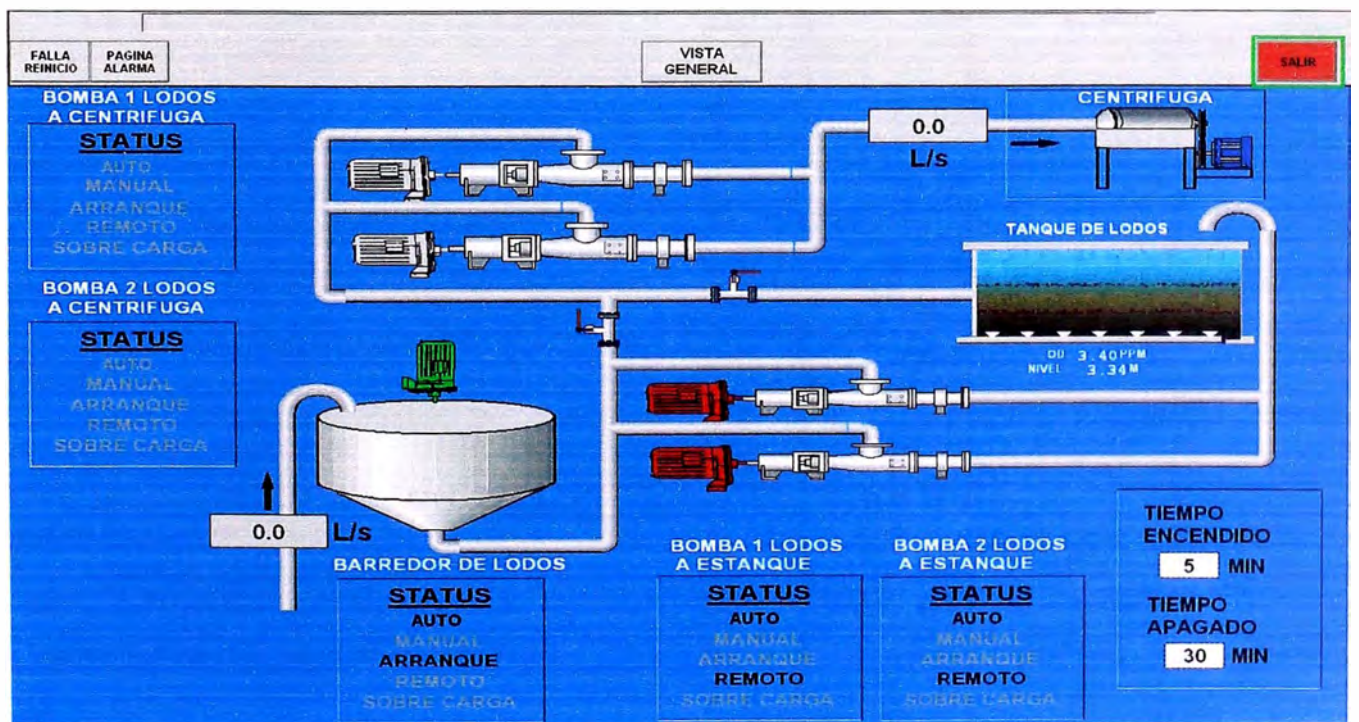 FALLA
REINICIO
PAGINA
ALARMA
VISTA
GENERAL
SALIR
BOMBA 1 LODOS
A CENTRIFUGA
STATUS
AUTO
MANUAL
ARRANQUE
REMOTO
SOBRE CARGA
BOMBA 2 LODOS
A CENTRIFUGA
STATUS
AUTO
MANUAL
ARRANQUE
REMOTO
SOBRE CARGA
0.0
L/s
CENTRIFUGA
TANQUE DE LODOS
3.40 PPM
NIVEL 3.34 M
0.0 L/s
BARREDOR DE LODOS
STATUS
AUTO
MANUAL
ARRANQUE
REMOTO
SOBRE CARGA
BOMBA 1 LODOS
A ESTANQUE
STATUS
AUTO
MANUAL
ARRANQUE
REMOTO
SOBRE CARGA
BOMBA 2 LODOS
A ESTANQUE
STATUS
AUTO
MANUAL
ARRANQUE
REMOTO
SOBRE CARGA
TIEMPO
ENCENDIDO
5 MIN
TIEMPO
APAGADO
30 MIN